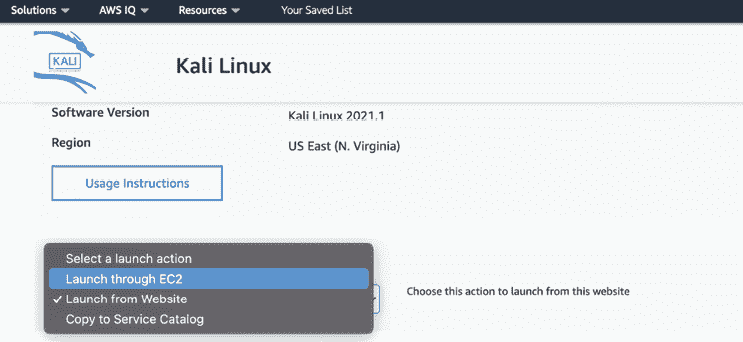 Solutions AWS IQ Resources Your Saved List
KALI
Kali Linux
Software Version Kali Linux 2021.1
Region US East (N. Virginia)
Usage Instructions
Select a launch action
Launch through EC2
✓ Launch from Website Choose this action to launch from this website
Copy to Service Catalog